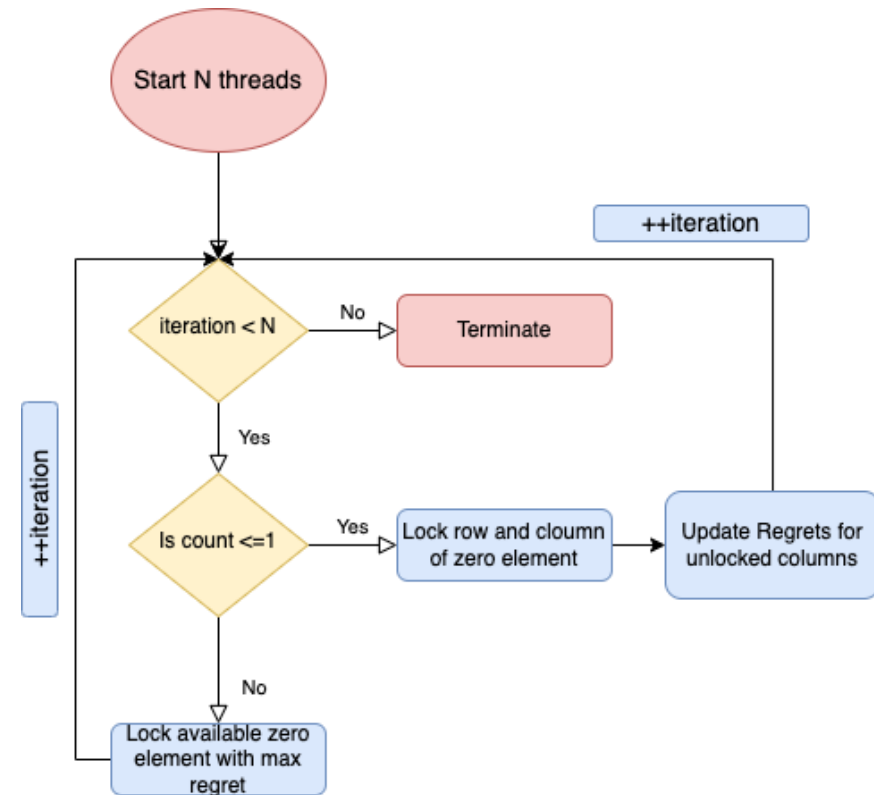 Start N threads
++iteration
iteration < N
No
Terminate
Yes
++iteration
Is count <=1
Yes
Lock row and cloumn
of zero element
Update Regrets for
unlocked columns
No
Lock available zero
element with max
regret